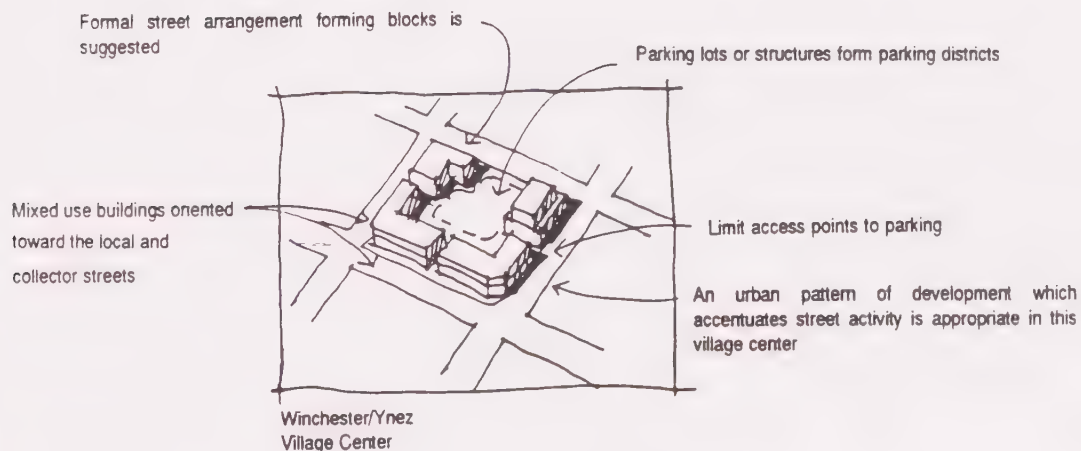 Formal street arrangement forming blocks is
suggested
Parking lots or structures form parking districts
Mixed use buildings oriented
toward the local and
collector streets
Limit access points to parking
An urban pattern of development which
accentuates street activity is appropriate in this
village center
Winchester/Ynez
Village Center